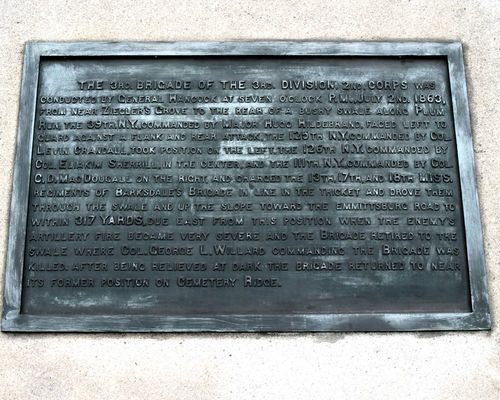 THE 3RD. BRIGADE OF THE 3RD. DIVISION, 2ND. CORPS WAS
CONDUCTED BY GENERAL HANCOCK AT SEVEN O'CLOCK P.M., JULY 2ND, 1863,
FROM NEAR ZIEGLER'S GROVE TO THE REAR OF A BUSHY SWALE ALONG PLUM
RUN, THE 39TH N.Y. COMMANDED BY MAJOR HUGO HILDEBRAND, FACED LEFT TO
GUARD AGAINST A FLANK AND REAR ATTACK, THE 125TH N.Y. COMMANDED BY COL.
LEVIN CRANDALL, TOOK POSITION ON THE LEFT, THE 126TH N.Y. COMMANDED BY
COL. ELIAKIM SHERRILL, IN THE CENTER, AND THE 111TH N.Y. COMMANDED BY COL.
C. D. MACDOUGALL ON THE RIGHT, AND CHARGED THE 13TH, 17TH, AND 18TH MISS.
REGIMENTS OF BARKSDALE'S BRIGADE IN LINE IN THE THICKET AND DROVE THEM
THROUGH THE SWALE AND UP THE SLOPE TOWARD THE EMMITTSBURG ROAD TO
WITHIN 317 YARDS, DUE EAST FROM THIS POSITION WHEN THE ENEMY'S
ARTILLERY FIRE BECAME VERY SEVERE AND THE BRIGADE RETIRED TO THE
SWALE WHERE COL. GEORGE L. WILLARD COMMANDING THE BRIGADE WAS
KILLED. AFTER BEING RELIEVED AT DARK THE BRIGADE RETURNED TO NEAR
ITS FORMER POSITION ON CEMETERY RIDGE.